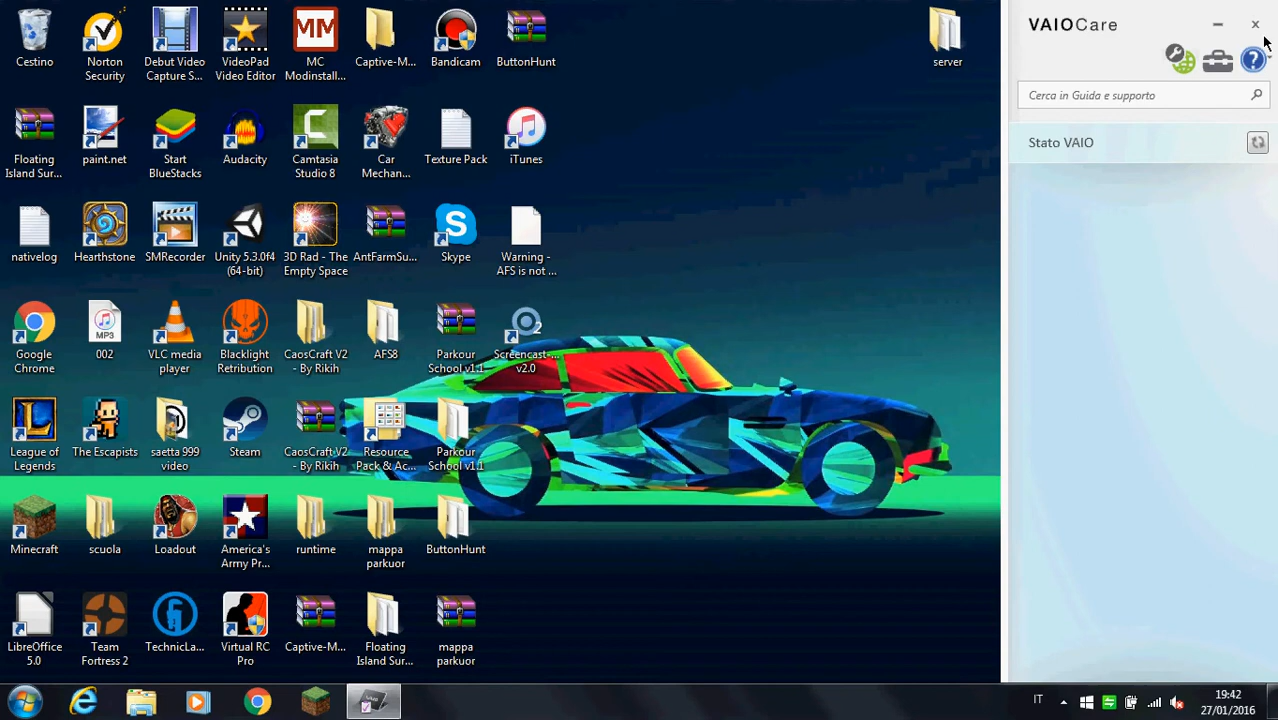 VAIOCare
Cerca in Guida e supporto
Stato VAIO
Cestino
Norton
Security
Debut Video
Capture S...
VideoPad
Video Editor
MM
MC
Modinstall...
Captive-M...
Bandicam
ButtonHunt
server
Floating
Island Sur...
paint.net
Start
BlueStacks
Audacity
Camtasia
Studio 8
Car
Mechan...
Texture Pack
iTunes
nativelog
Hearthstone
SMRecorder
Unity 5.3.0f4
(64-bit)
3D Rad - The
Empty Space
AntFarmSu...
Skype
Warning -
AFS is not ...
Google
Chrome
MP3
002
VLC media
player
Blacklight
Retribution
CaosCraft V2
- By Rikih
AFS8
Parkour
School v1.1
2
Screencast-...
v2.0
League of
Legends
The Escapists
saetta 999
video
Steam
CaosCraft V2
- By Rikih
Resource
Pack & Ac...
Parkour
School v1.1
Minecraft
scuola
Loadout
America's
Army Pr...
runtime
mappa
parkuor
ButtonHunt
LibreOffice
5.0
Team
Fortress 2
TechnicLa...
Virtual RC
Pro
Captive-M...
Floating
Island Sur...
mappa
parkuor
IT
19:42
27/01/2016